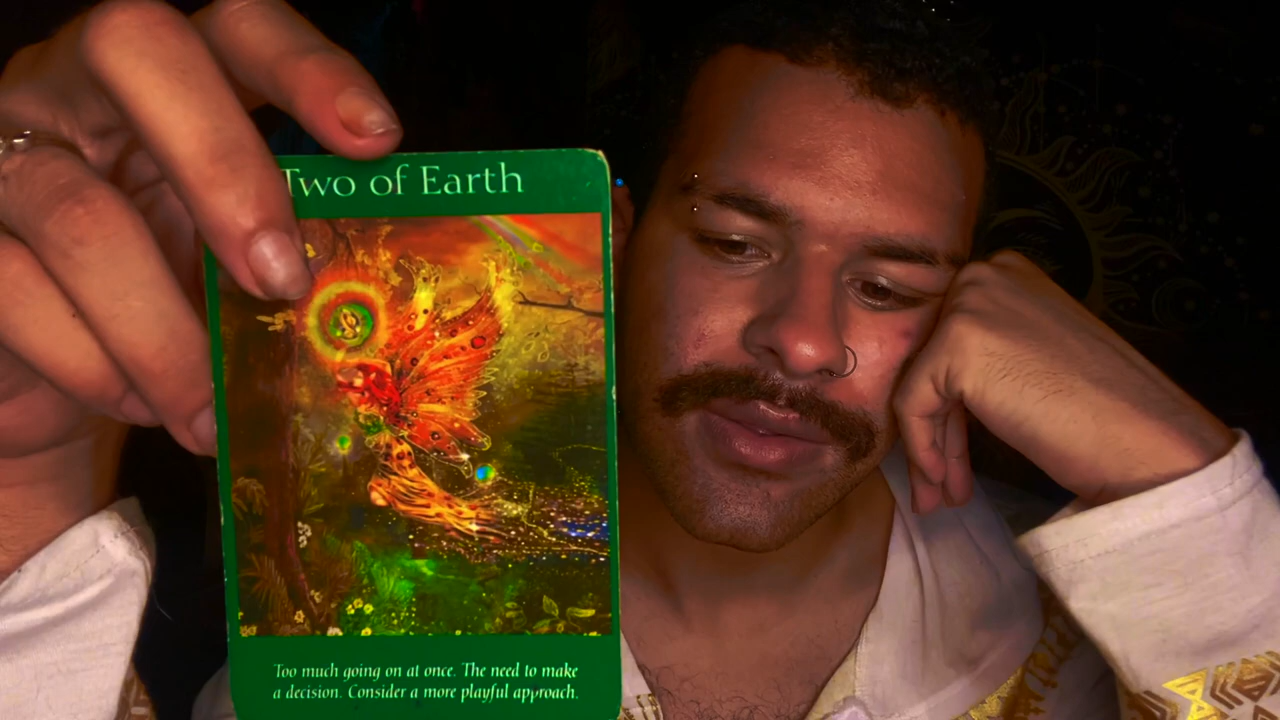 Two of Earth
Too much going on at once. The need to make
a decision. Consider a more playful approach.